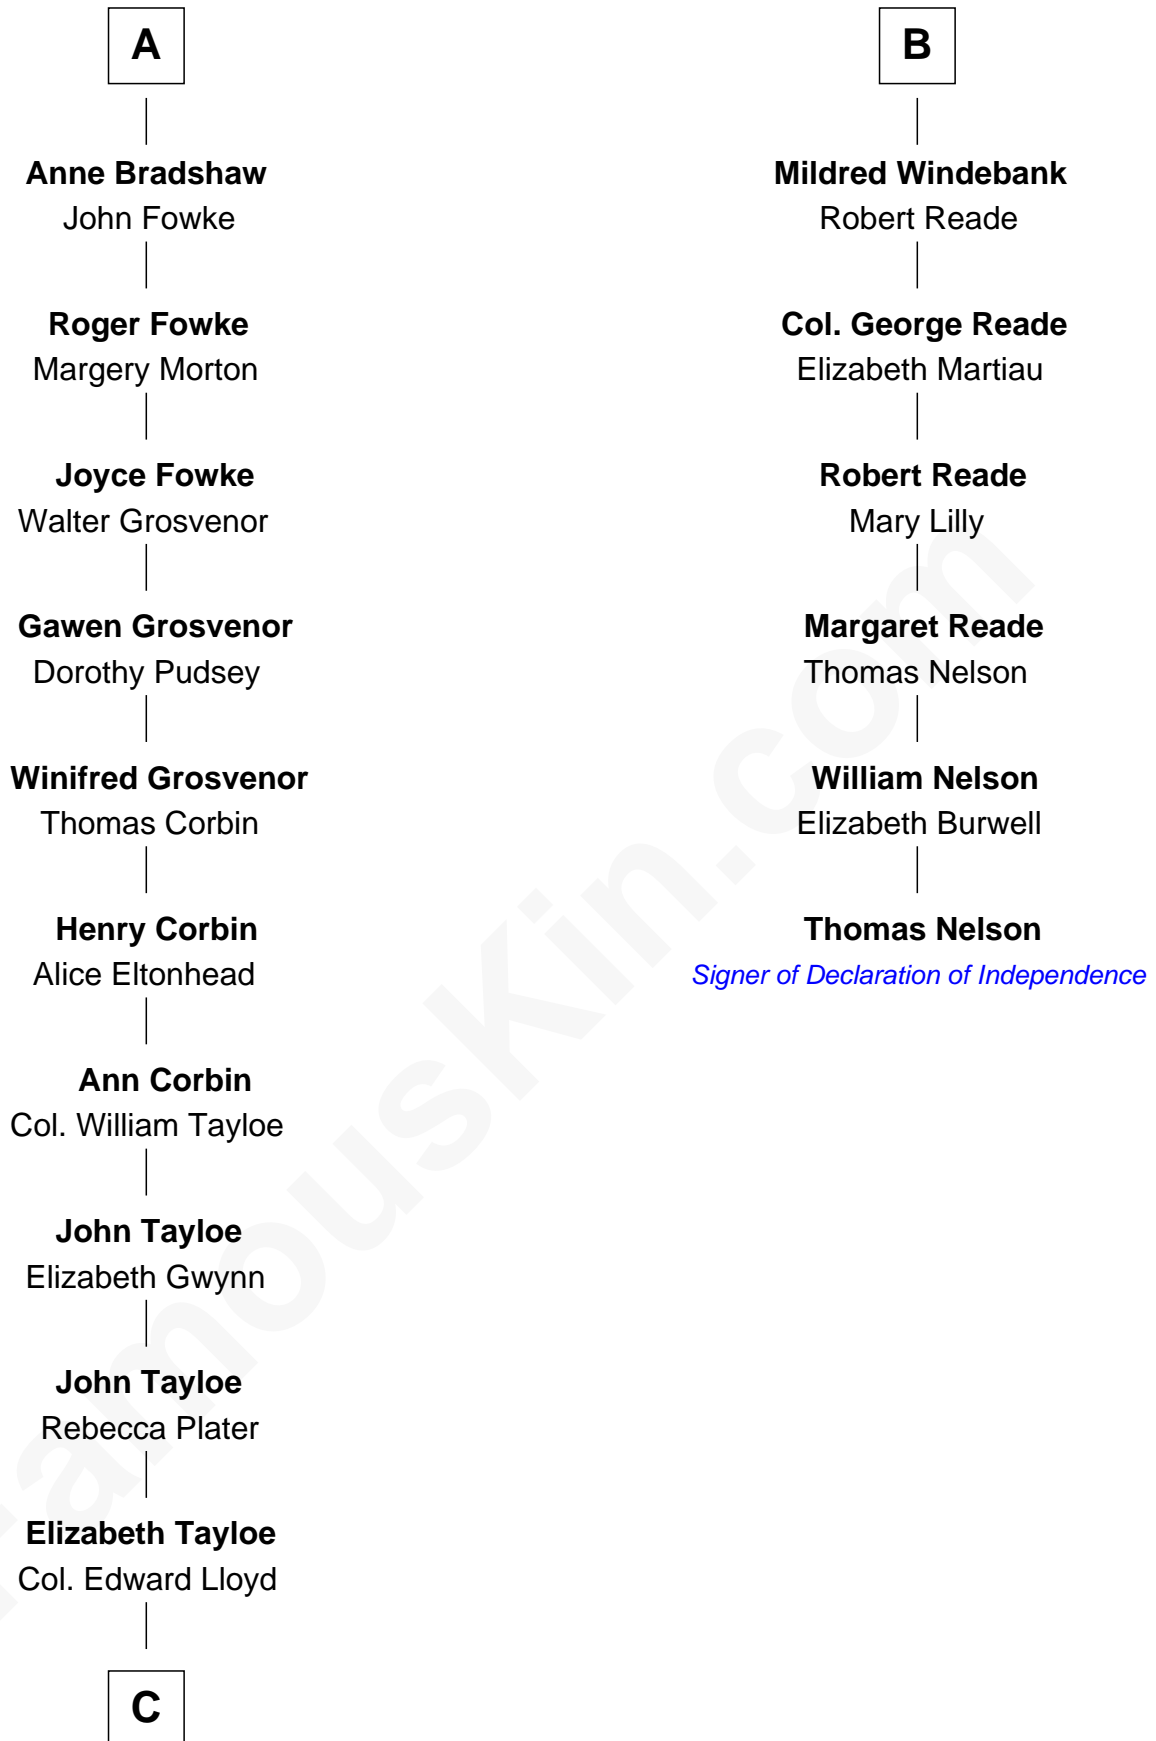 A
Anne Bradshaw
John Fowke
Roger Fowke
Margery Morton
Joyce Fowke
Walter Grosvenor
Gawen Grosvenor
Dorothy Pudsey
Winifred Grosvenor
Thomas Corbin
Henry Corbin
Alice Eltonhead
Ann Corbin
Col. William Tayloe
John Tayloe
Elizabeth Gwynn
John Tayloe
Rebecca Plater
Elizabeth Tayloe
Col. Edward Lloyd
C
B
Mildred Windebank
Robert Reade
Col. George Reade
Elizabeth Martiau
Robert Reade
Mary Lilly
Margaret Reade
Thomas Nelson
William Nelson
Elizabeth Burwell
Thomas Nelson
Signer of Declaration of Independence
FamousKin.com